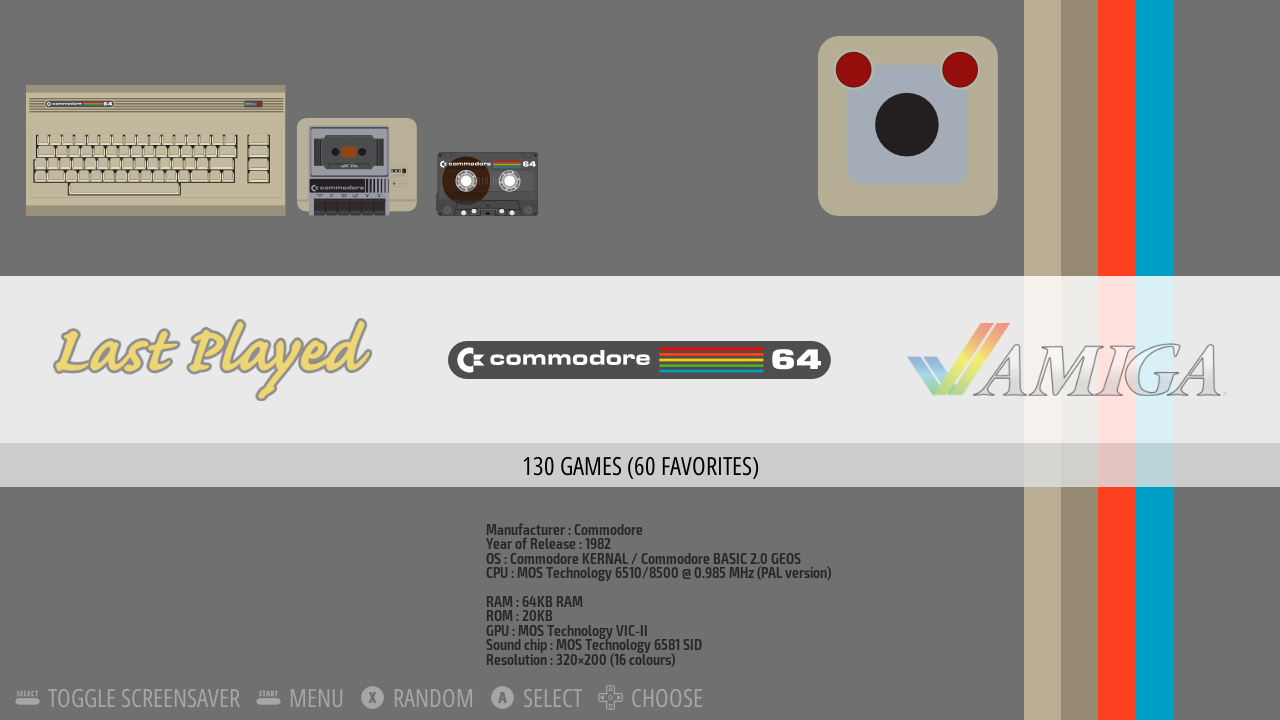 commodore 64
commodore
commodore 64
Last Played
commodore 64
AMIGA
130 GAMES (60 FAVORITES)
Manufacturer : Commodore
Year of Release : 1982
OS : Commodore KERNAL / Commodore BASIC 2.0 GEOS
CPU : MOS Technology 6510/8500 @ 0.985 MHz (PAL version)
RAM : 64KB RAM
ROM : 20KB
GPU : MOS Technology VIC-II
Sound chip : MOS Technology 6581 SID
Resolution : 320×200 (16 colours)
SELECT TOGGLE SCREENSAVER START MENU X RANDOM A SELECT CHOOSE